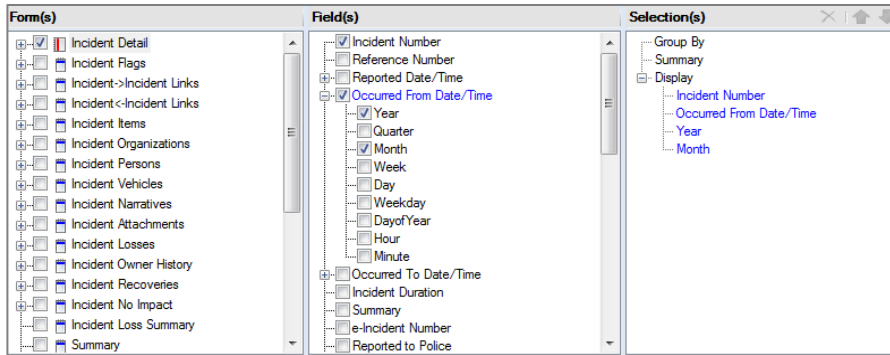 Form(s)
Incident Detail
Incident Flags
Incident->Incident Links
Incident<-Incident Links
Incident Items
Incident Organizations
Incident Persons
Incident Vehicles
Incident Narratives
Incident Attachments
Incident Losses
Incident Owner History
Incident Recoveries
Incident No Impact
Incident Loss Summary
Summary
Field(s)
Incident Number
Reference Number
Reported Date/Time
Occurred From Date/Time
Year
Quarter
Month
Week
Day
Weekday
DayofYear
Hour
Minute
Occurred To Date/Time
Incident Duration
Summary
e-Incident Number
Reported to Police
Selection(s)
Group By
Summary
Display
Incident Number
Occurred From Date/Time
Year
Month